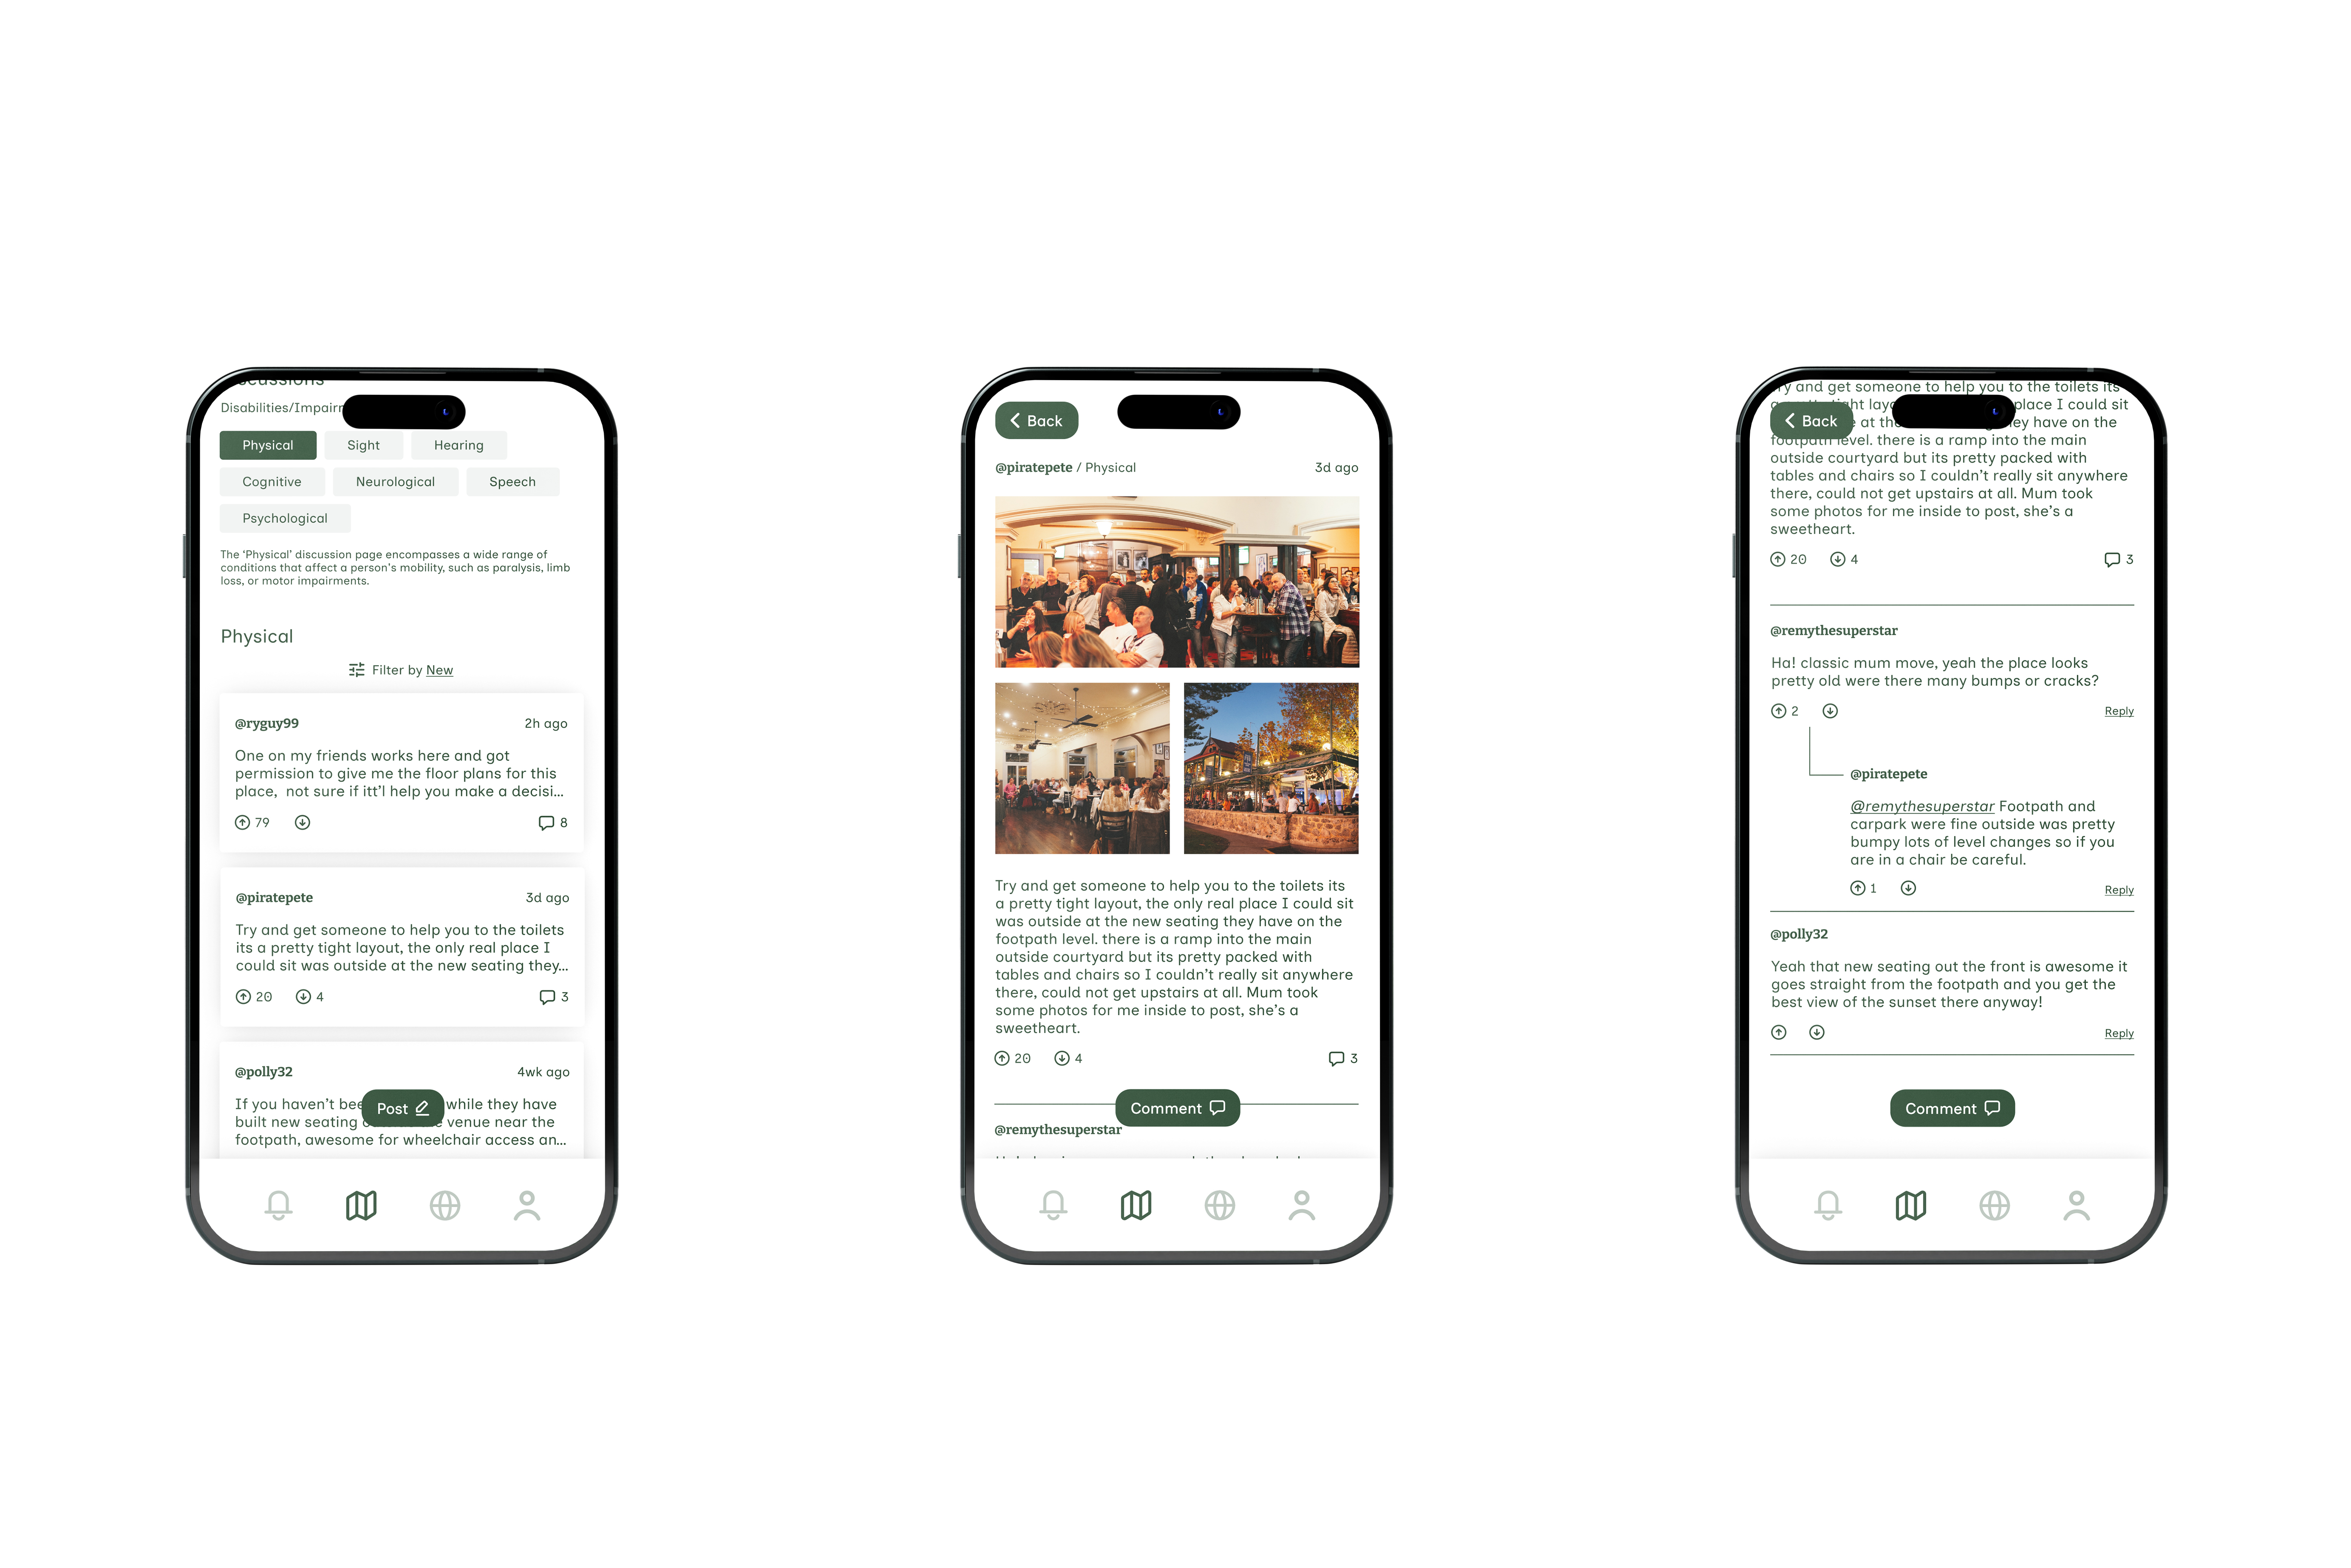 Disabilities/Impairr
Physical
Sight
Hearing
Cognitive
Neurological
Speech
Psychological
The ‘Physical’ discussion page encompasses a wide range of
conditions that affect a person’s mobility, such as paralysis, limb
loss, or motor impairments.
Physical
Filter by New
@ryguy99
2h ago
One on my friends works here and got
permission to give me the floor plans for this
place, not sure if itt’l help you make a decisi...
79
8
@piratepete
3d ago
Try and get someone to help you to the toilets
its a pretty tight layout, the only real place I
could sit was outside at the new seating they...
20
4
3
@polly32
4wk ago
If you haven’t bee while they have
built new seating venue near the
footpath, awesome for wheelchair access an...
Post
Back
@piratepete / Physical
3d ago
Try and get someone to help you to the toilets its
a pretty tight layout, the only real place I could sit
was outside at the new seating they have on the
footpath level. there is a ramp into the main
outside courtyard but its pretty packed with
tables and chairs so I couldn’t really sit anywhere
there, could not get upstairs at all. Mum took
some photos for me inside to post, she’s a
sweetheart.
20
4
3
Comment
@remythesuperstar
Try and get someone to help you to the toilets its
place I could sit
Back
at the they have on the
footpath level. there is a ramp into the main
outside courtyard but its pretty packed with
tables and chairs so I couldn’t really sit anywhere
there, could not get upstairs at all. Mum took
some photos for me inside to post, she’s a
sweetheart.
20
4
3
@remythesuperstar
Ha! classic mum move, yeah the place looks
pretty old were there many bumps or cracks?
2
Reply
@piratepete
@remythesuperstar Footpath and
carpark were fine outside was pretty
bumpy lots of level changes so if you
are in a chair be careful.
1
Reply
@polly32
Yeah that new seating out the front is awesome it
goes straight from the footpath and you get the
best view of the sunset there anyway!
Reply
Comment